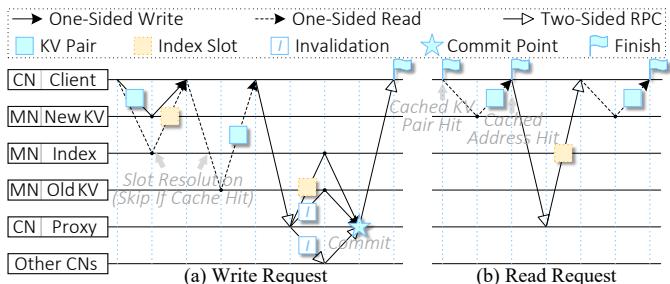 One-Sided Write One-Sided Read Two-Sided RPC
KV Pair Index Slot I Invalidation Commit Point Finish
CN Client
MN New KV
MN Index
MN Old KV
CN Proxy
Other CNs
Slot Resolution
(Skip If Cache Hit)
I
I
Commit
Cached KV
Pair Hit
Cached
Address Hit
(a) Write Request (b) Read Request